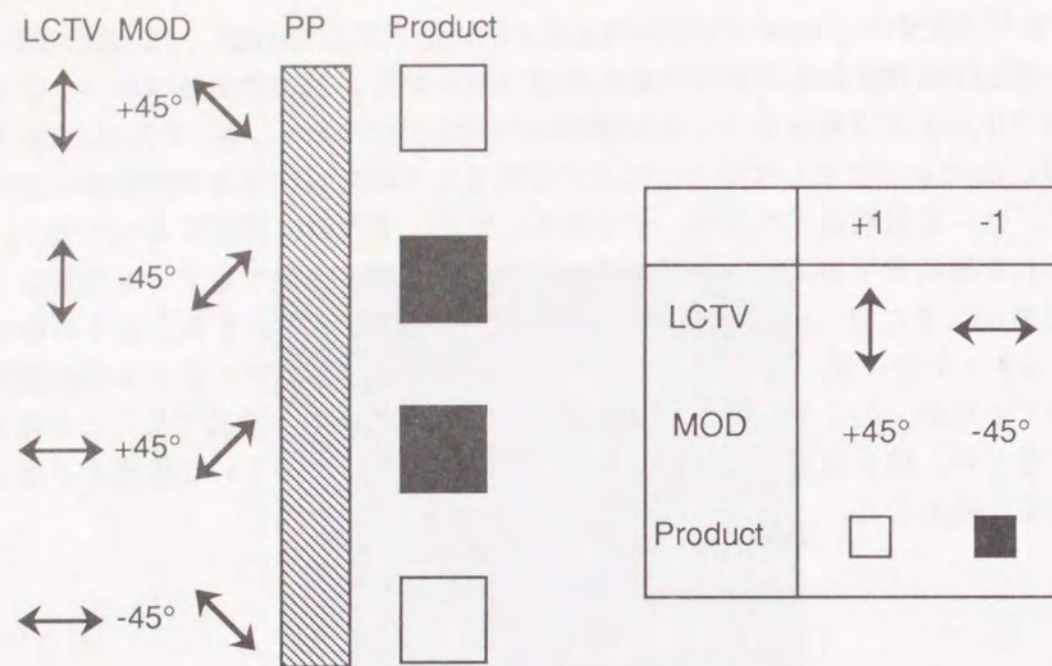 LCTV MOD PP Product
+45°
-45°
+45°
-45°
+1 -1
LCTV
MOD +45° -45°
Product